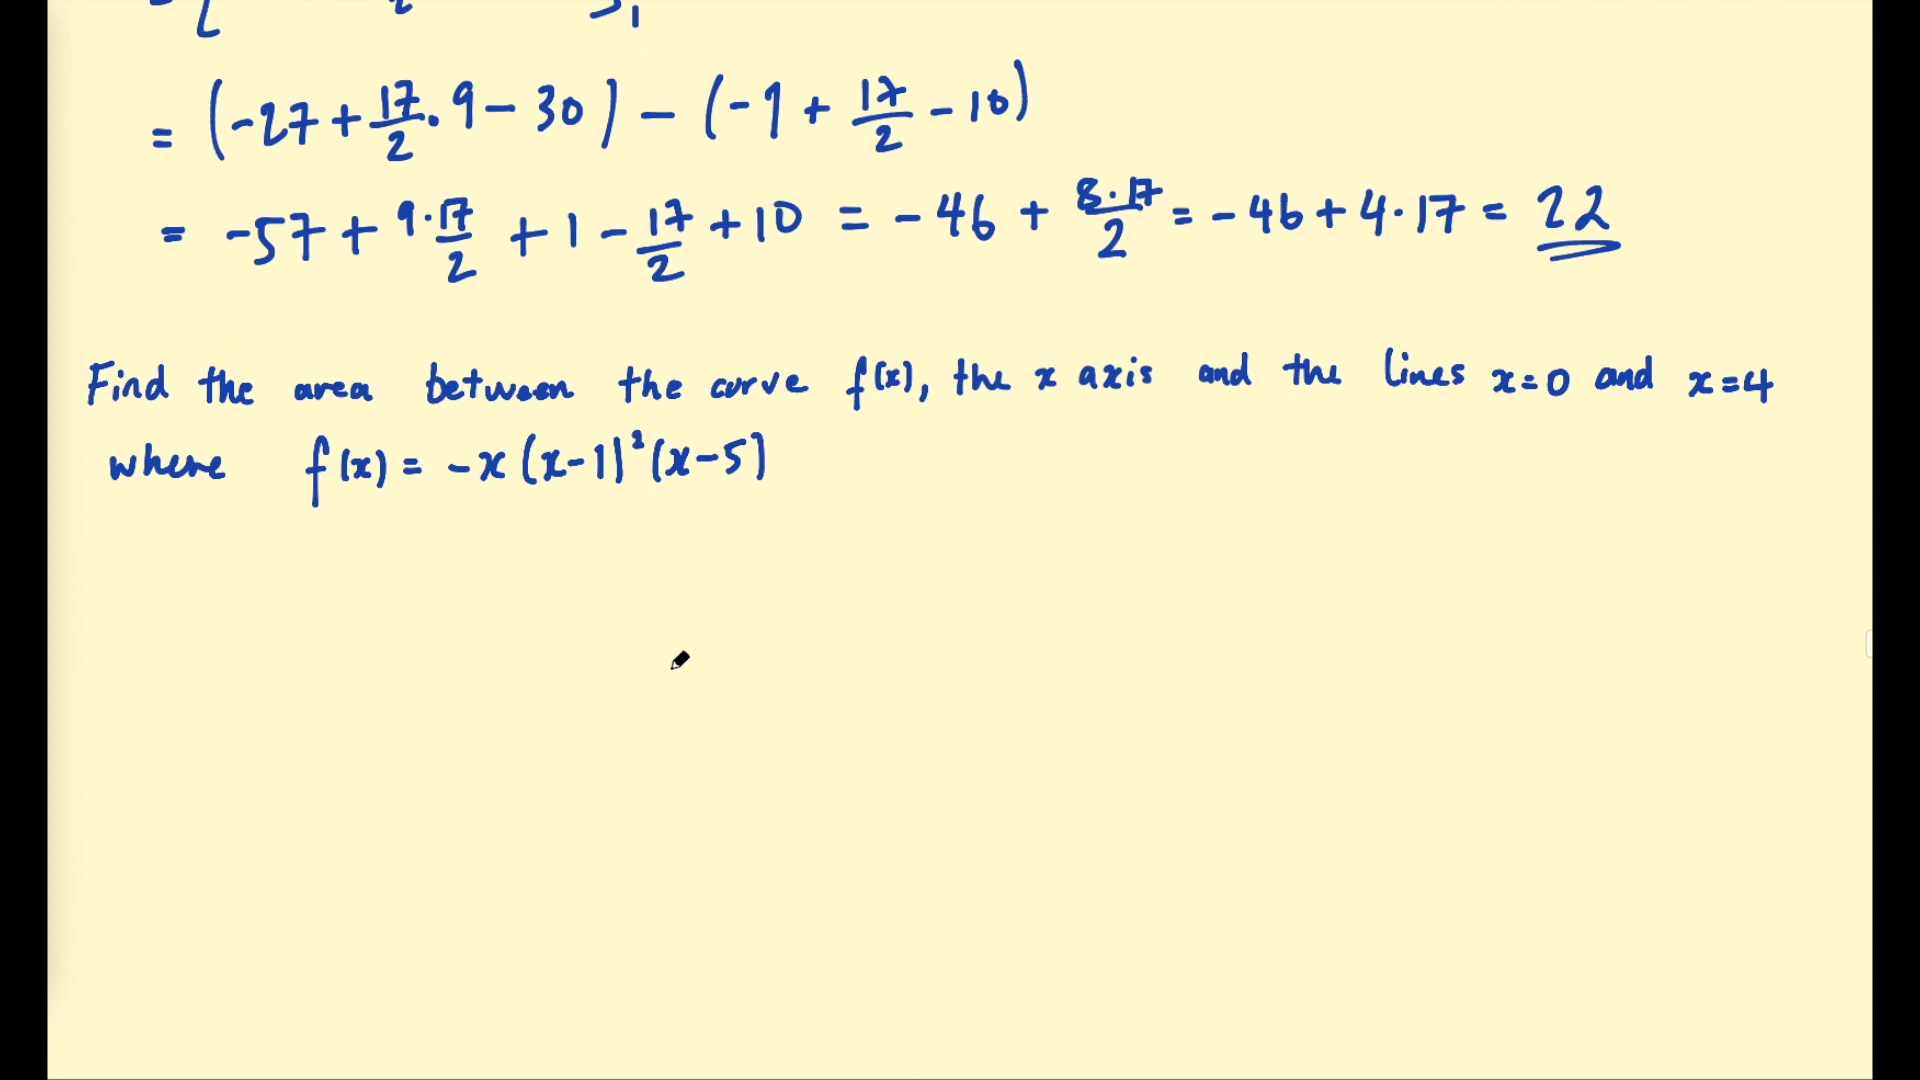 = (-27 + 17/2 . 9 - 30) - (-1 + 17/2 - 10)
= -57 + 9·17/2 + 1 - 17/2 + 10 = -46 + 8·17/2 = -46 + 4·17 = 22
Find the area between the curve f(x), the x axis and the lines x=0 and x=4
where f(x) = -x(x-1)²(x-5)